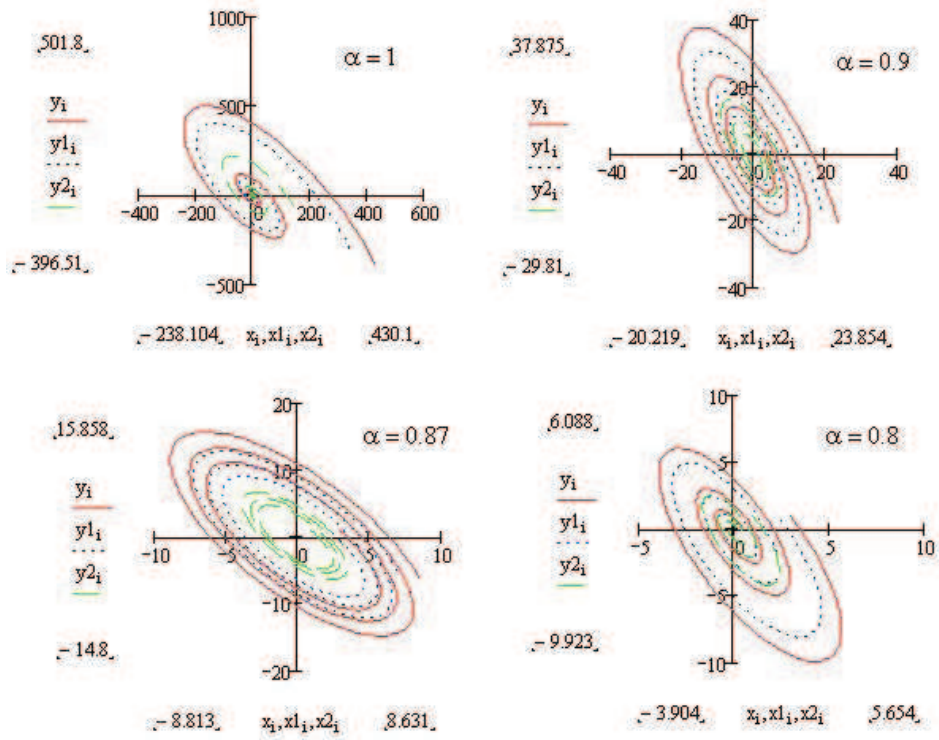 1000
501.8
α = 1
500
y_i
y1_i
y2_i
−400 −200 0 200 400 600
−396.51
−500
−238.104 x_i,x1_i,x2_i 430.1
40
37.875
α = 0.9
20
y_i
y1_i
y2_i
−40 −20 0 20 40
−20
−29.81
−40
−20.219 x_i,x1_i,x2_i 23.854
20
15.858
α = 0.87
10
y_i
y1_i
y2_i
−10 −5 0 5 10
−10
−14.8
−20
−8.813 x_i,x1_i,x2_i 8.631
10
6.088
α = 0.8
5
y_i
y1_i
y2_i
−5 0 5 10
−5
−9.923
−10
−3.904 x_i,x1_i,x2_i 5.654